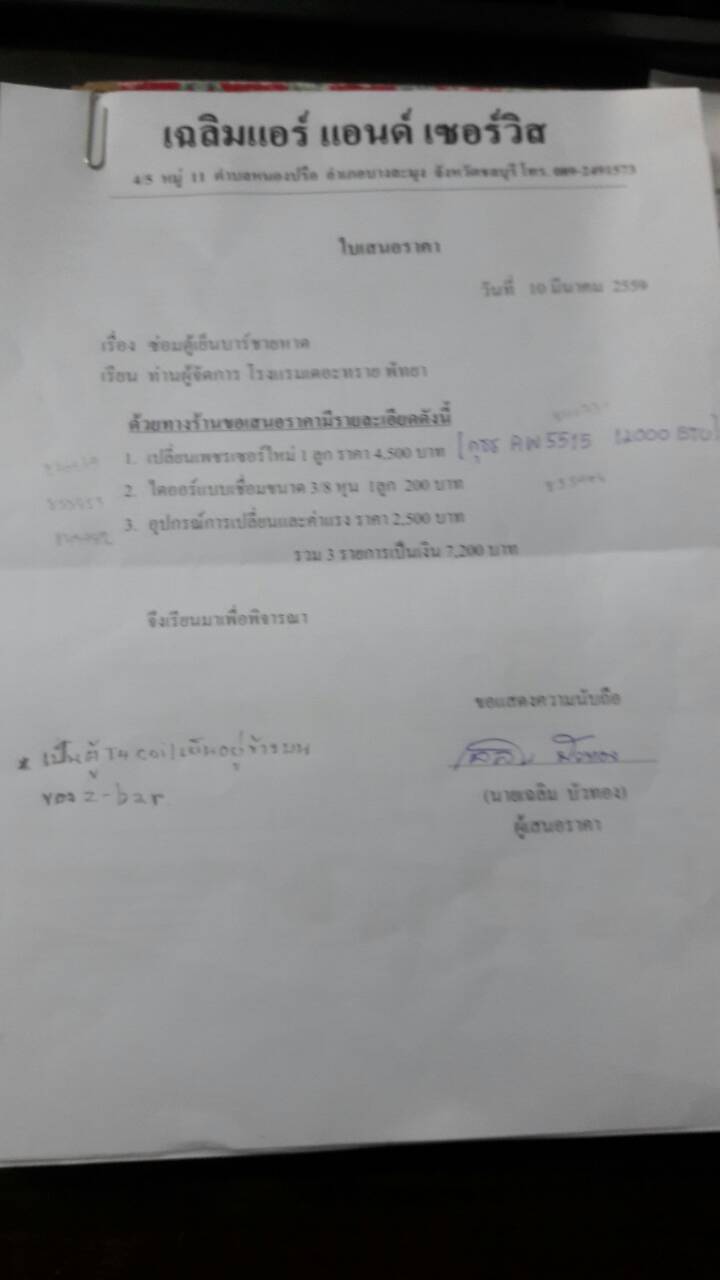 เฉลิมแอร์ แอนด์ เซอร์วิส
4/5 หมู่ 11 ตำบลหนองปรือ อำเภอบางละมุง จังหวัดชลบุรี โทร. 089-2491573
ใบเสนอราคา
วันที่ 10 มีนาคม 2559
เรื่อง ซ่อมตู้เย็นบาร์ชายหาด
เรียน ท่านผู้จัดการ โรงแรมเดอะทราย พัทยา
ด้วยทางร้านขอเสนอราคามีรายละเอียดดังนี้
1. เปลี่ยนเพชรเซอร์ใหม่ 1 ลูก ราคา 4,500 บาท [กุธร AW 5515 12000 BTU]
2. ไดออร์แบบเชื่อมขนาด 3/8 หุน 1ลูก 200 บาท
3. อุปกรณ์การเปลี่ยนและค่าแรง ราคา 2,500 บาท
รวม 3 รายการเป็นเงิน 7,200 บาท
จึงเรียนมาเพื่อพิจารณา
ขอแสดงความนับถือ
* เป็นตู้ coil เย็นอยู่ข้างบน
ของ z-bar
(นายเฉลิม บัวทอง)
ผู้เสนอราคา